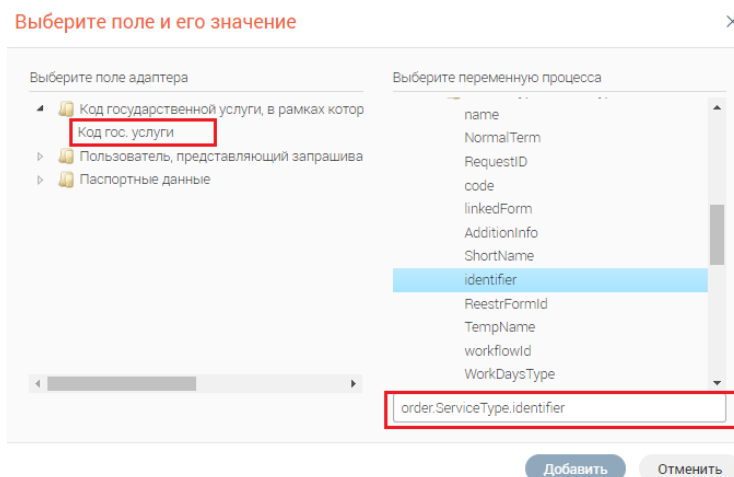 Выберите поле и его значение
Выберите поле адаптера
Код государственной услуги, в рамках котор
Код гос. услуги
Пользователь, представляющий запрашива
Паспортные данные
Выберите переменную процесса
name
NormalTerm
RequestID
code
linkedForm
AdditionInfo
ShortName
identifier
ReestrFormId
TempName
workflowId
WorkDaysType
order.ServiceType.identifier
Добавить
Отменить